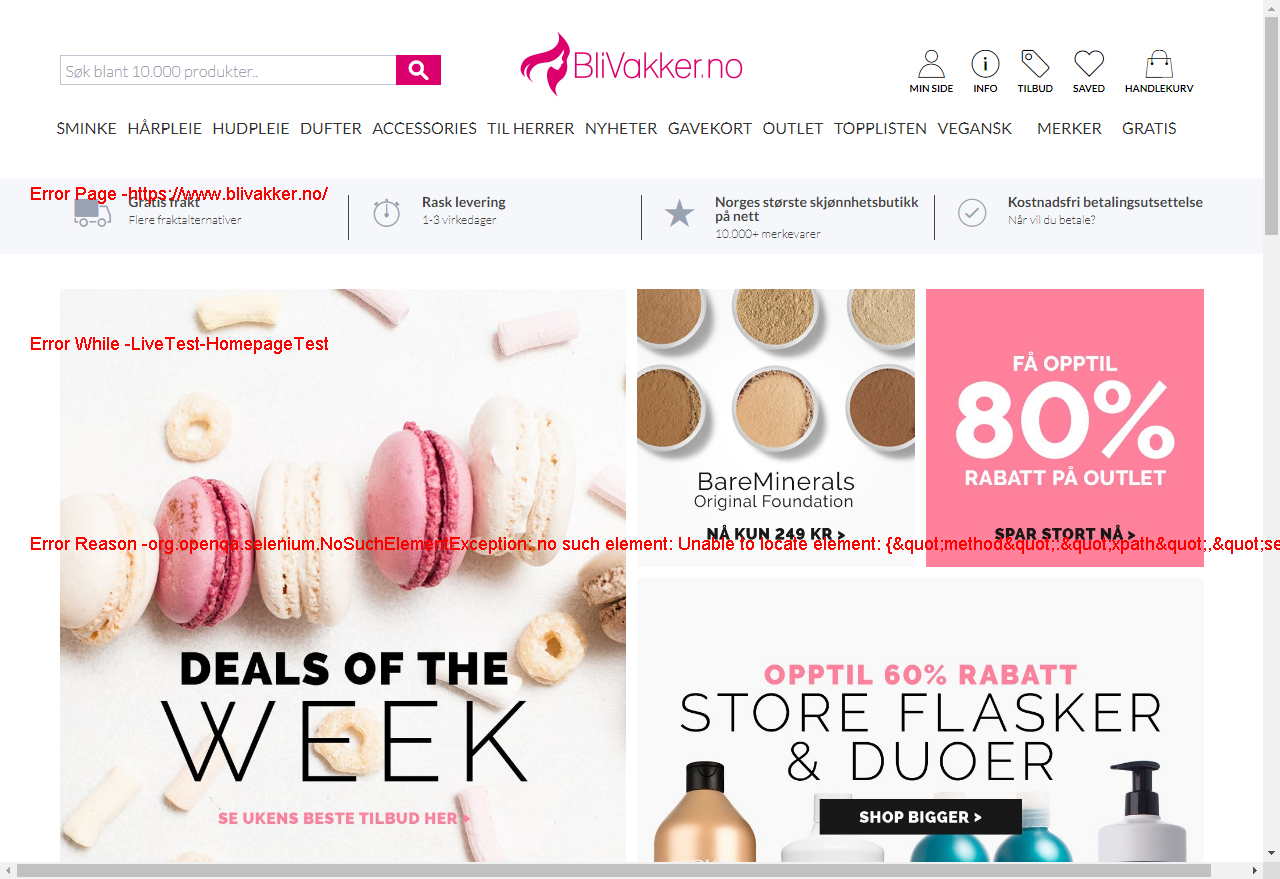 Søk blant 10.000 produkter..
BliVakker.no
MIN SIDE INFO TILBUD SAVED HANDLEKURV
SMINKE HÅRPLEIE HUDPLEIE DUFTER ACCESSORIES TIL HERRER NYHETER GAVEKORT OUTLET TOPPLISTEN VEGANSK MERKER GRATIS
Error Page -https://www.blivakker.no/
Gratis frakt
Flere fraktalternativer
Rask levering
1-3 virkedager
Norges største skjønnhetsbutikk
på nett
10.000+ merkevarer
Kostnadsfri betalingsutsettelse
Når vil du betale?
Error While -LiveTest-HomepageTest
BareMinerals
Original Foundation
NÅ KUN 249 KR >
FÅ OPPTIL
80%
RABATT PÅ OUTLET
SPAR STORT NÅ >
Error Reason -org.openqa.selenium.NoSuchElementException: no such element: Unable to locate element: {&quot;method&quot;:&quot;xpath&quot;,&quot;se
DEALS OF THE
WEEK
SE UKENS BESTE TILBUD HER >
OPPTIL 60% RABATT
STORE FLASKER
& DUOER
SHOP BIGGER >